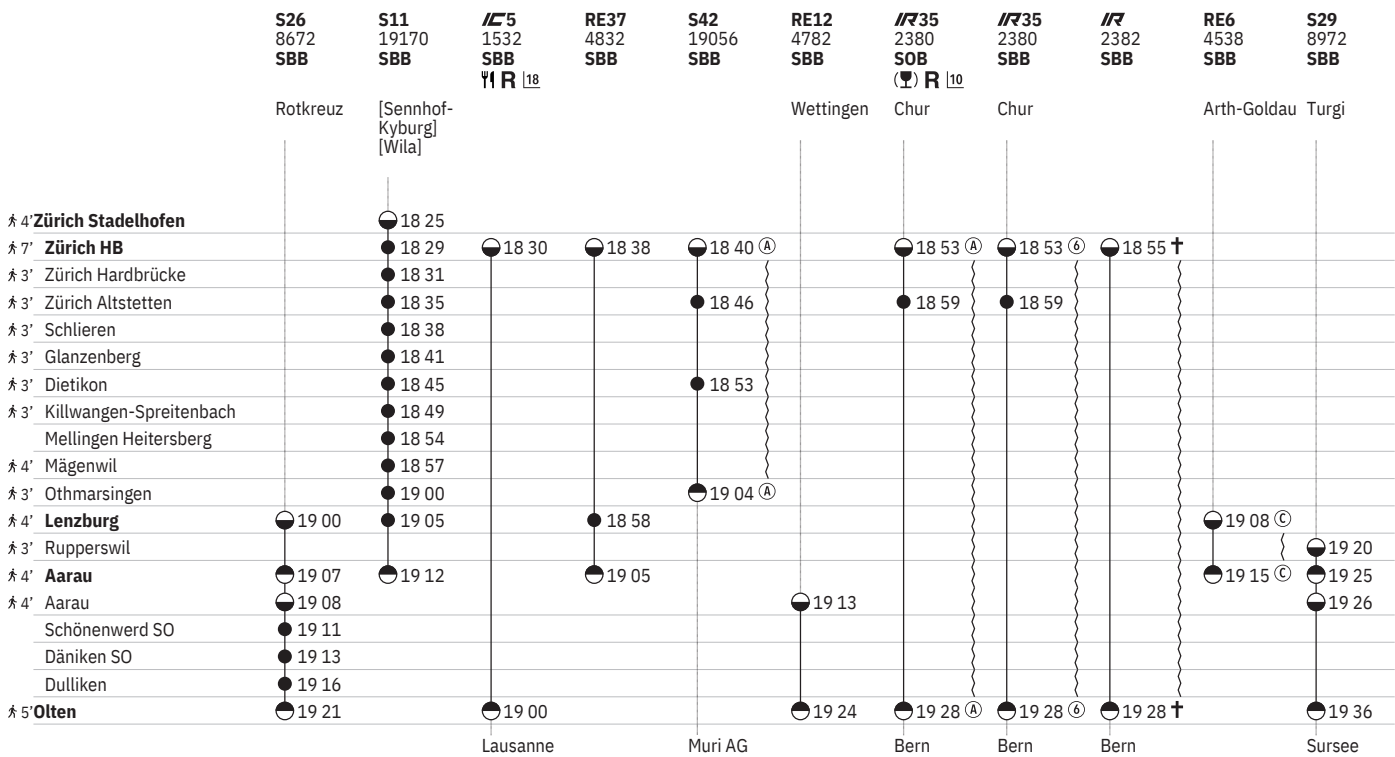 S26 S11 IC5 RE37 S42 RE12 IR35 IR35 IR RE6 S29
8672 19170 1532 4832 19056 4782 2380 2380 2382 4538 8972
SBB SBB SBB SBB SBB SBB SOB SBB SBB SBB SBB
R 18 R 10
Rotkreuz [Sennhof- Wettingen Chur Chur Arth-Goldau Turgi
Kyburg]
[Wila]
4' Zürich Stadelhofen 18 25
7' Zürich HB 18 29 18 30 18 38 18 40 A 18 53 A 18 53 6 18 55 †
3' Zürich Hardbrücke 18 31
3' Zürich Altstetten 18 35 18 46 18 59 18 59
3' Schlieren 18 38
3' Glanzenberg 18 41
3' Dietikon 18 45 18 53
3' Killwangen-Spreitenbach 18 49
Mellingen Heitersberg 18 54
4' Mägenwil 18 57
3' Othmarsingen 19 00 19 04 A
4' Lenzburg 19 00 19 05 18 58 19 08 C
3' Rupperswil 19 20
4' Aarau 19 07 19 12 19 05 19 15 C 19 25
4' Aarau 19 08 19 13 19 26
Schönenwerd SO 19 11
Däniken SO 19 13
Dulliken 19 16
5' Olten 19 21 19 00 19 24 19 28 A 19 28 6 19 28 † 19 36
Lausanne Muri AG Bern Bern Bern Sursee